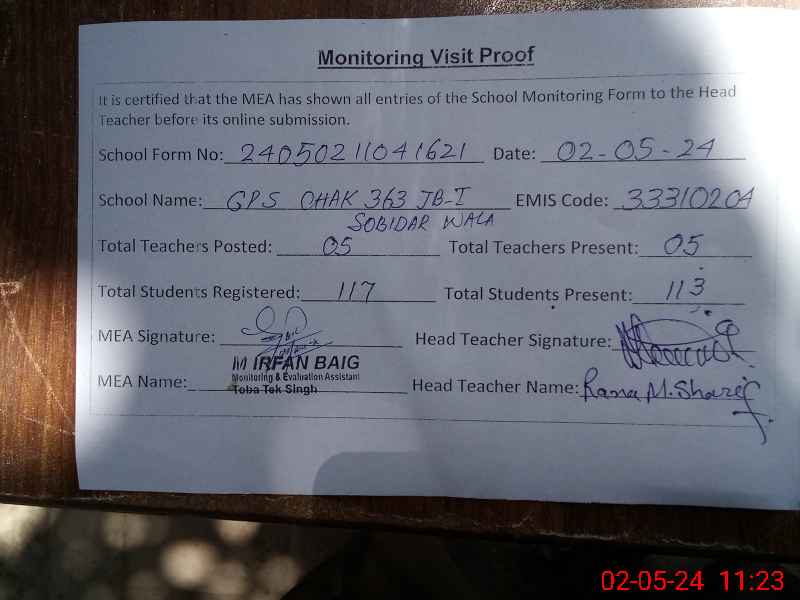 Monitoring Visit Proof
It is certified that the MEA has shown all entries of the School Monitoring Form to the Head
Teacher before its online submission.
School Form No: 24050211041621 Date: 02-05-24
School Name: GPS CHAK 363 JB-I EMIS Code: 33310204
SOBIDAR WALA
Total Teachers Posted: 05 Total Teachers Present: 05
Total Students Registered: 117 Total Students Present: 113
MEA Signature: Head Teacher Signature:
M IRFAN BAIG
Monitoring & Evaluation Assistant
MEA Name: Toba Tek Singh Head Teacher Name: Rana M. Sharif
02-05-24 11:23